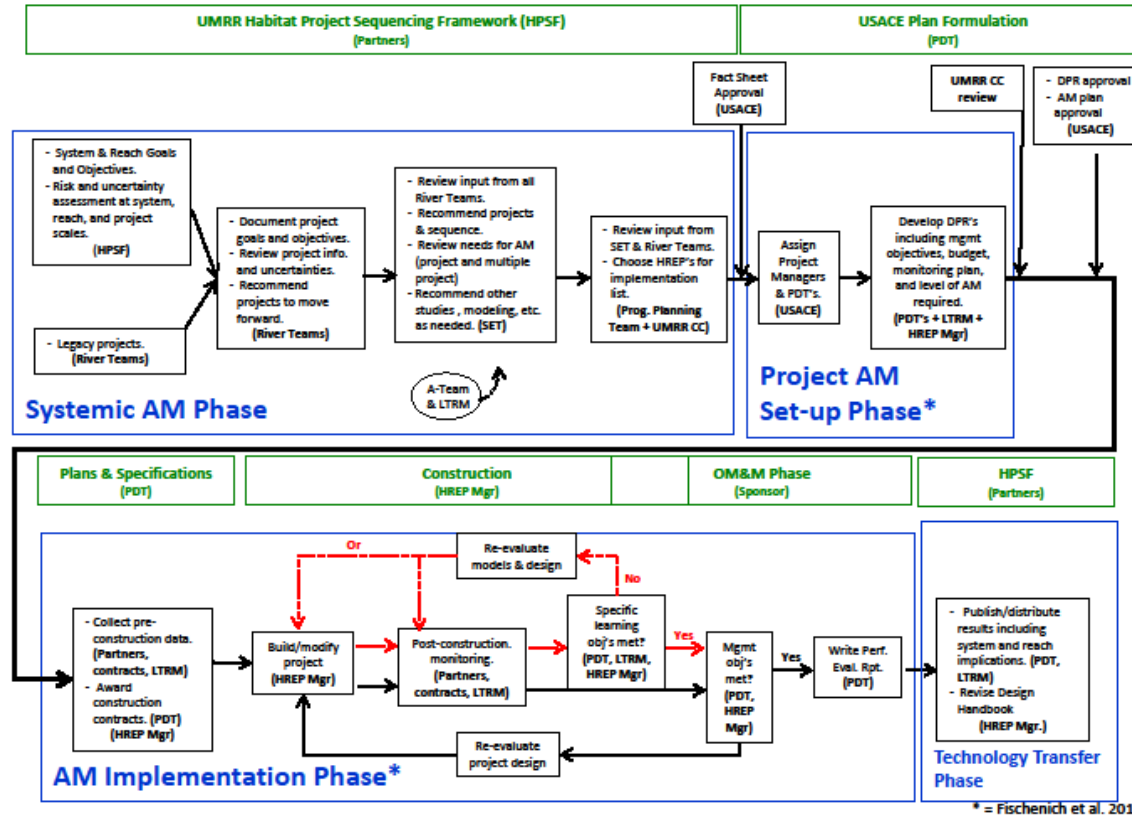 UMRR Habitat Project Sequencing Framework (HPSF)
(Partners)
USACE Plan Formulation
(PDT)
Fact Sheet
Approval
(USACE)
UMRR CC
review
- DPR approval
- AM plan
approval
(USACE)
- System & Reach Goals
and Objectives.
- Risk and uncertainty
assessment at system,
reach, and project
scales.
(HPSF)
- Legacy projects.
(River Teams)
- Document project
goals and objectives.
- Review project info.
and uncertainties.
- Recommend
projects to move
forward.
(River Teams)
- Review input from all
River Teams.
- Recommend projects
& sequence.
- Review needs for AM
(project and multiple
project)
- Recommend other
studies , modeling, etc.
as needed. (SET)
- Review input from
SET & River Teams.
- Choose HREP's for
implementation
list.
(Prog. Planning
Team + UMRR CC)
Assign
Project
Managers
& PDT's.
(USACE)
Develop DPR's
including mgmt
objectives, budget,
monitoring plan,
and level of AM
required.
(PDT's + LTRM +
HREP Mgr)
A-Team
& LTRM
Systemic AM Phase
Project AM
Set-up Phase*
Plans & Specifications
(PDT)
Construction
(HREP Mgr)
OM&M Phase
(Sponsor)
HPSF
(Partners)
Or
Re-evaluate
models & design
No
- Collect pre-
construction data.
(Partners,
contracts, LTRM)
- Award
construction
contracts. (PDT)
(HREP Mgr)
Build/modify
project
(HREP Mgr)
Post-construction.
monitoring.
(Partners,
contracts, LTRM)
Specific
learning
obj's met?
(PDT, LTRM,
HREP Mgr)
Yes
Mgmt
obj's
met?
(PDT,
HREP
Mgr)
Yes
Write Perf.
Eval. Rpt.
(PDT)
- Publish/distribute
results including
system and reach
implications. (PDT,
LTRM)
- Revise Design
Handbook
(HREP Mgr.)
Re-evaluate
project design
AM Implementation Phase*
Technology Transfer
Phase
* = Fischenich et al. 201